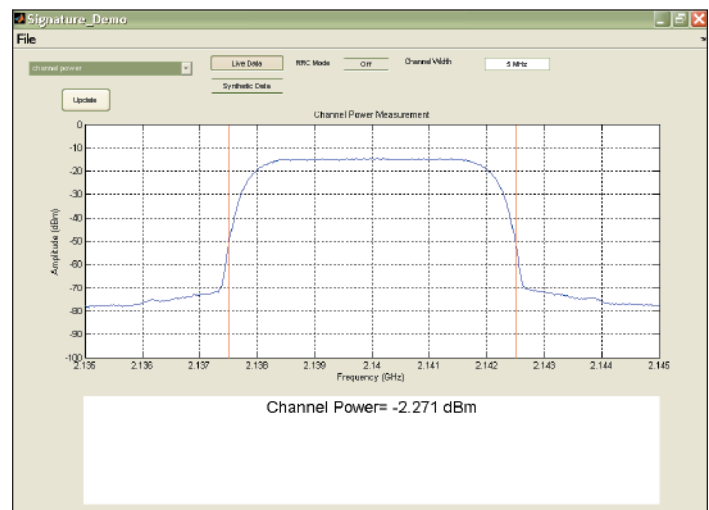 Signature_Demo
File
channel power
Live Data
RRC Mode
Off
Channel Width
5 MHz
Synthetic Data
Update
Channel Power Measurement
0
-10
-20
-30
-40
-50
-60
-70
-80
-90
-100
Amplitude (dBm)
2.135 2.136 2.137 2.138 2.139 2.14 2.141 2.142 2.143 2.144 2.145
Frequency (GHz)
Channel Power= -2.271 dBm